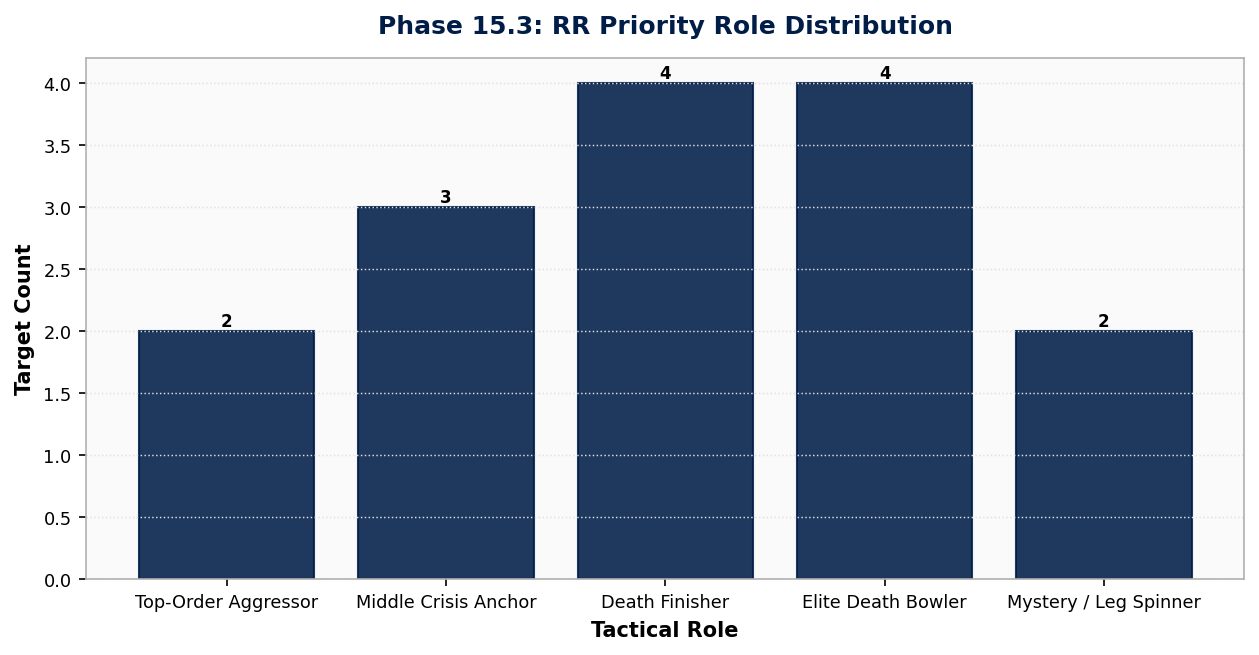 Phase 15.3: RR Priority Role Distribution
Target Count
4.0
3.5
3.0
2.5
2.0
1.5
1.0
0.5
0.0
2
3
4
4
2
Top-Order Aggressor
Middle Crisis Anchor
Death Finisher
Elite Death Bowler
Mystery / Leg Spinner
Tactical Role